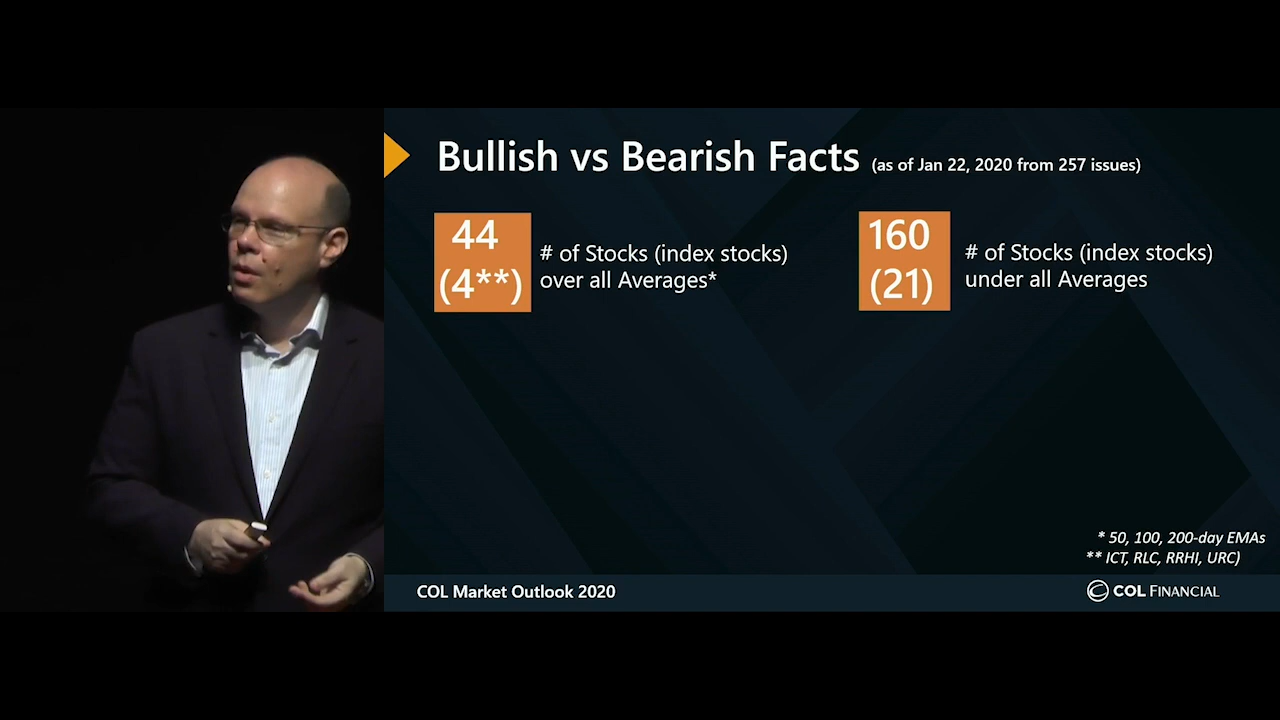 Bullish vs Bearish Facts (as of Jan 22, 2020 from 257 issues)
44
(4**)
# of Stocks (index stocks)
over all Averages*
160
(21)
# of Stocks (index stocks)
under all Averages
* 50, 100, 200-day EMAs
** ICT, RLC, RRHI, URC)
COL Market Outlook 2020
COL FINANCIAL